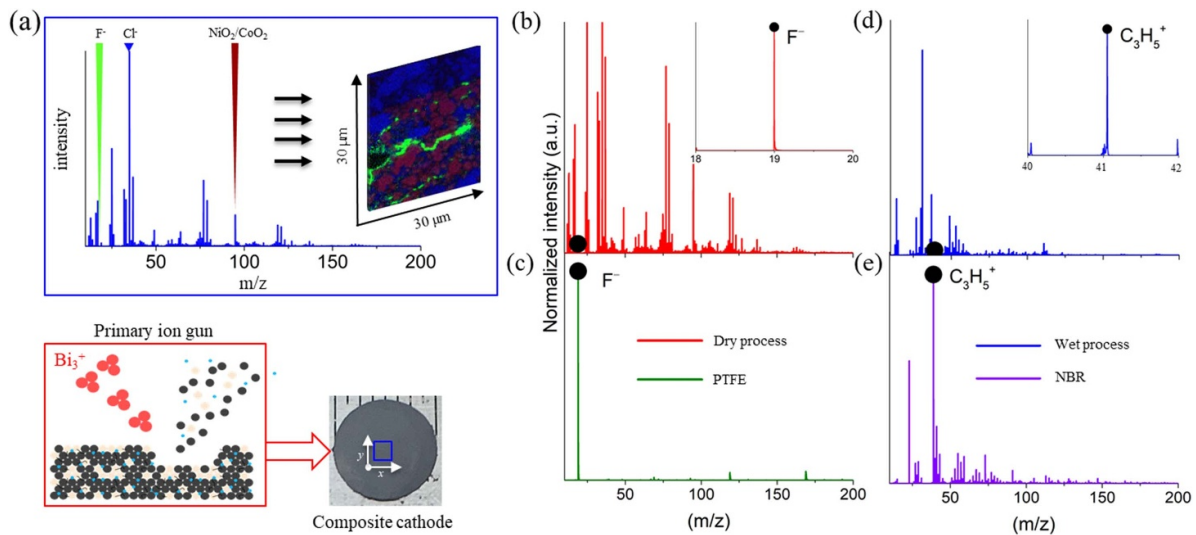 (a)
F-
Cl-
NiO2/CoO2
intensity
50
100
150
200
m/z
30 μm
30 μm
Primary ion gun
Bi3+
y
x
Composite cathode
(b)
F−
18
19
20
Normalized intensity (a.u.)
(c)
F−
Dry process
PTFE
50
100
150
200
(m/z)
(d)
C3H5+
40
41
42
(e)
C3H5+
Wet process
NBR
50
100
150
200
(m/z)